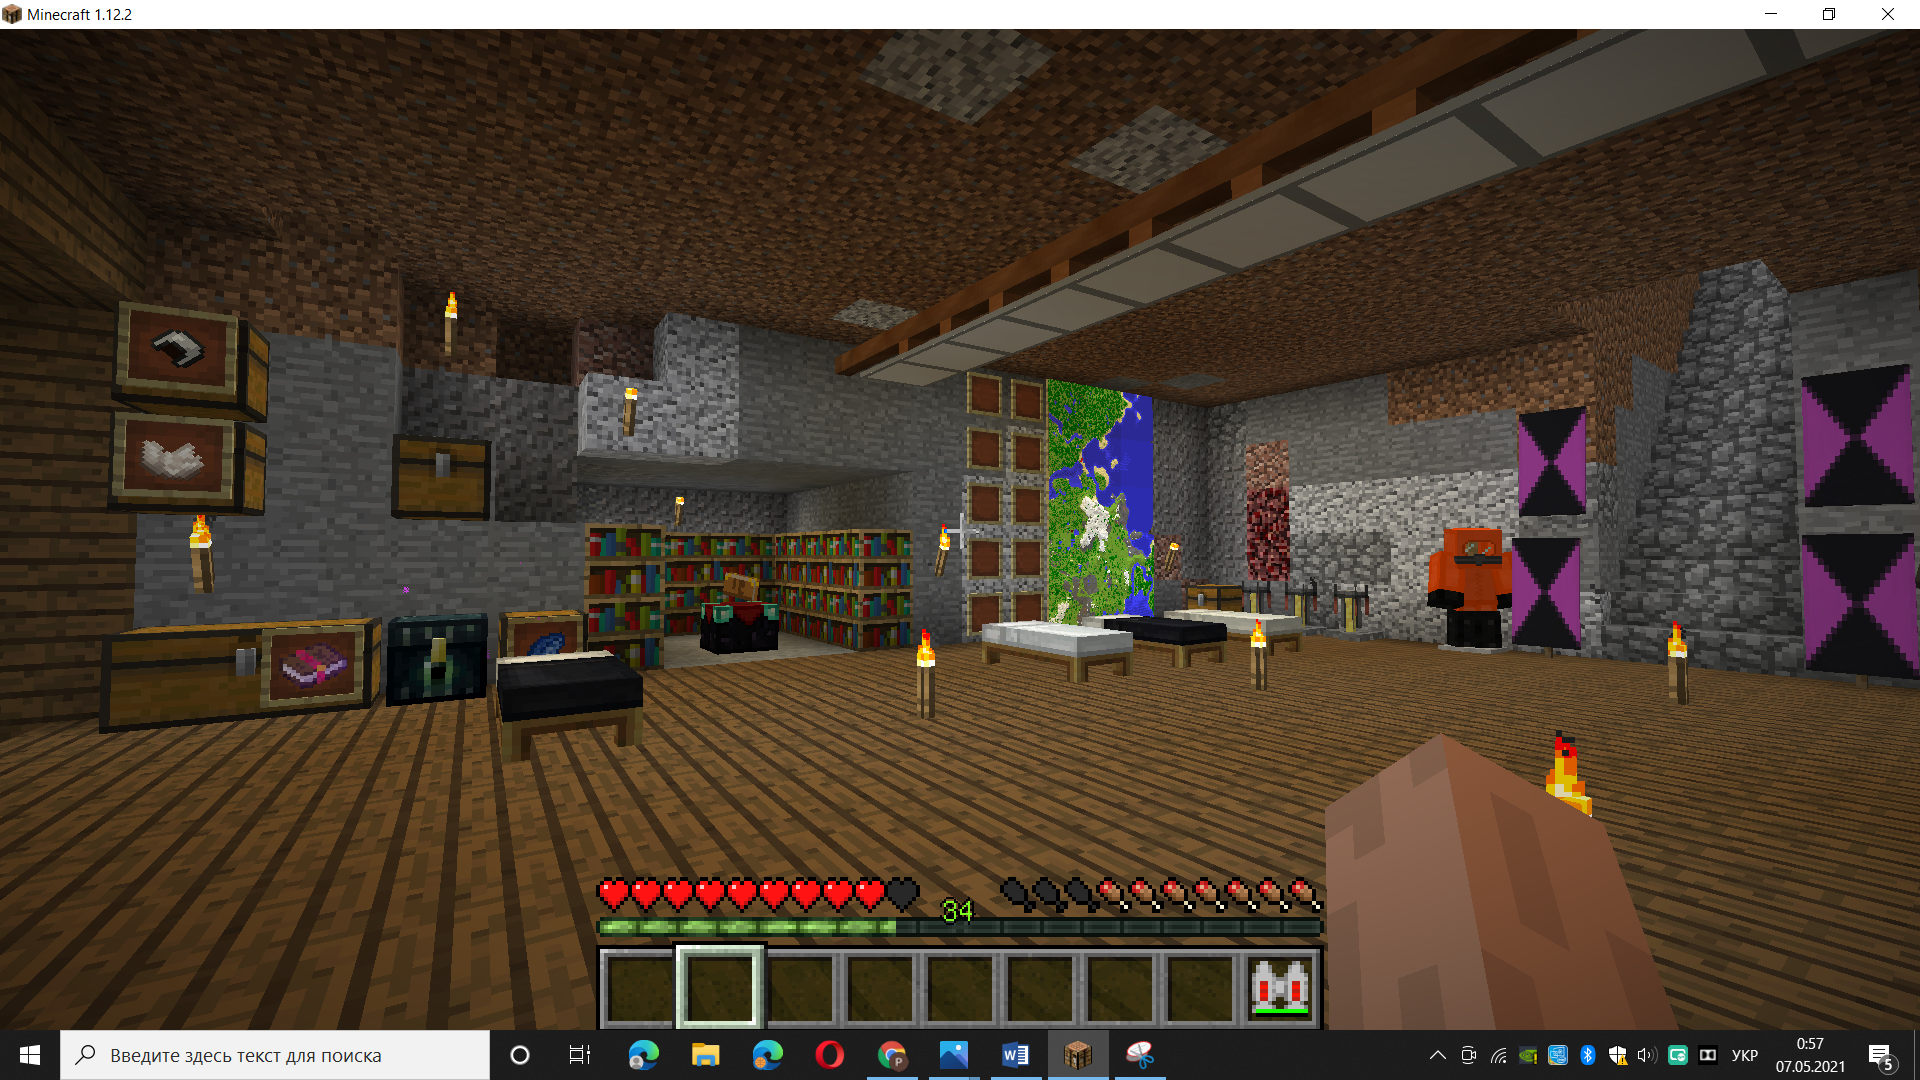 Minecraft 1.12.2
34
Введите здесь текст для поиска
P
W
УКР
0:57
07.05.2021
5